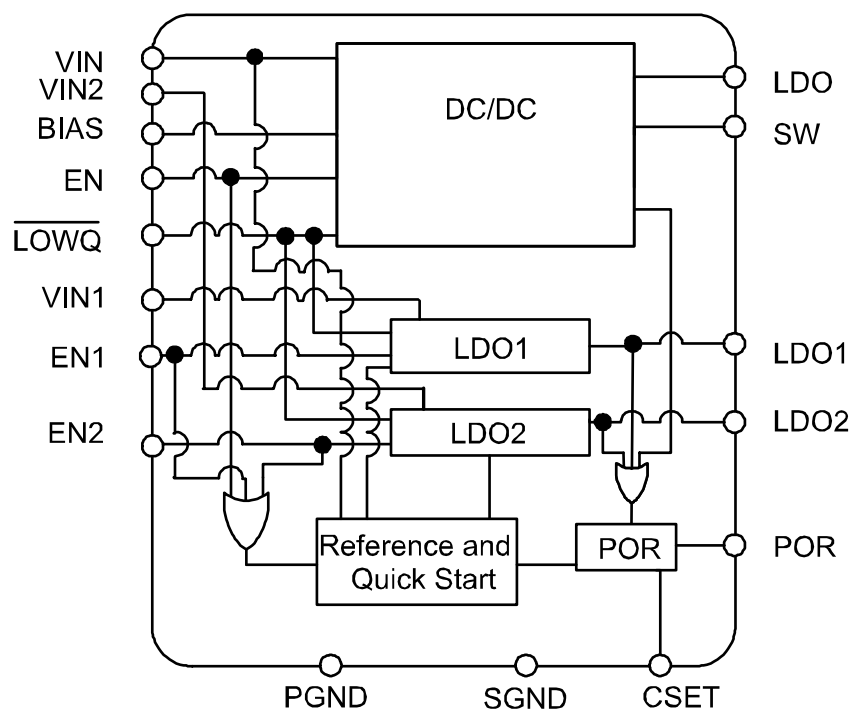 VIN
VIN2
BIAS
EN
LOWQ
VIN1
EN1
EN2
DC/DC
LDO
SW
LDO1
LDO2
LDO1
LDO2
Reference and
Quick Start
POR
POR
PGND
SGND
CSET